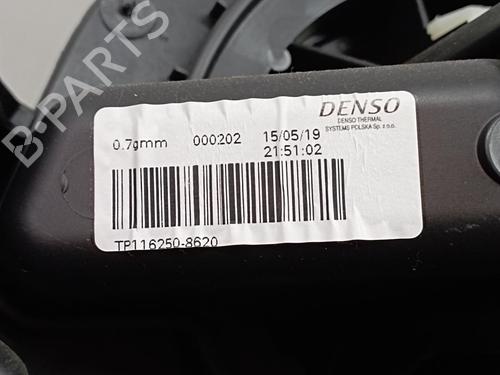 DENSO
DENSO THERMAL
SYSTEMS POLSKA Sp. z o.o.
0.7gmm 000202 15/05/19
21:51:02
TP116250-8620
B-PARTS